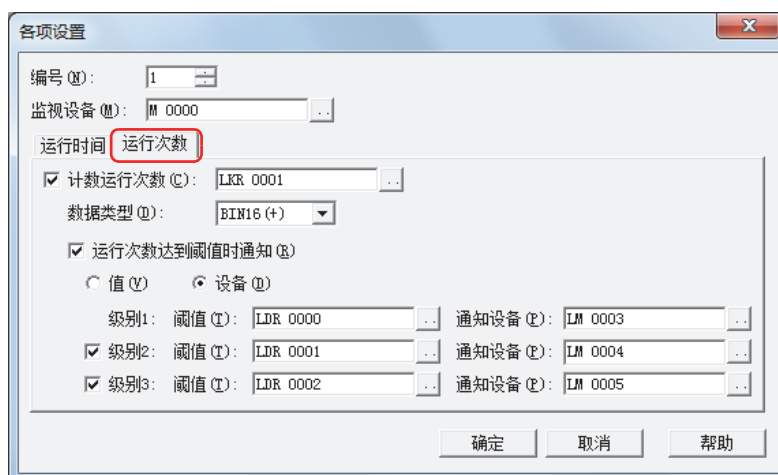 各项设置
编号(N): 1
监视设备(M): M 0000 ..
运行时间 运行次数
计数运行次数(C): LKR 0001 ..
数据类型(D): BIN16(+)
运行次数达到阈值时通知(R)
值(V) 设备(D)
级别1: 阈值(T): LDR 0000 .. 通知设备(P): LM 0003 ..
级别2: 阈值(T): LDR 0001 .. 通知设备(P): LM 0004 ..
级别3: 阈值(T): LDR 0002 .. 通知设备(P): LM 0005 ..
确定 取消 帮助